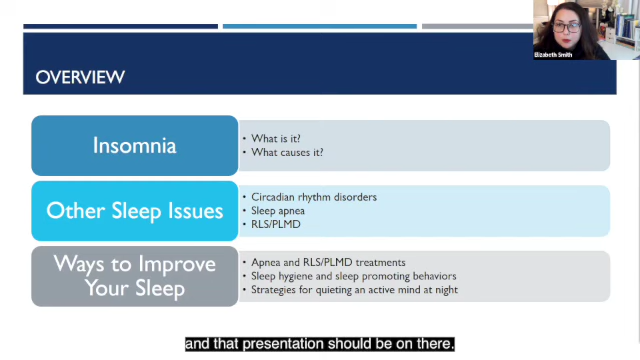 Elizabeth Smith
OVERVIEW
Insomnia
• What is it?
• What causes it?
Other Sleep Issues
• Circadian rhythm disorders
• Sleep apnea
• RLS/PLMD
Ways to Improve
Your Sleep
• Apnea and RLS/PLMD treatments
• Sleep hygiene and sleep promoting behaviors
• Strategies for quieting an active mind at night
and that presentation should be on there.